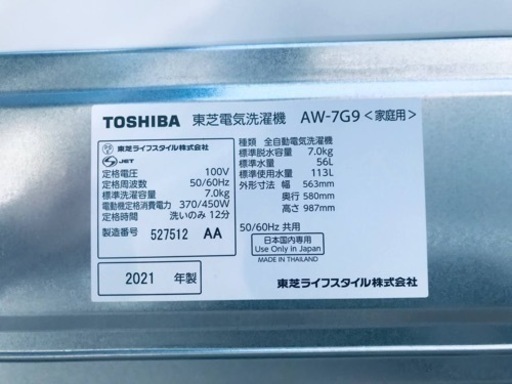 TOSHIBA 東芝電気洗濯機 AW-7G9<家庭用>
東芝ライフスタイル株式会社
S JET
定格電圧 100V
定格周波数 50/60Hz
標準洗濯容量 7.0kg
電動機定格消費電力 370/450W
定格時間 洗いのみ 12分
製造番号 527512 AA
2021 年製
種類 全自動電気洗濯機
標準脱水容量 7.0kg
標準水量 56L
標準使用水量 113L
外形寸法 幅 563mm
奥行 580mm
高さ 987mm
50/60Hz 共用
日本国内専用
Use Only in Japan
MADE IN THAILAND
東芝ライフスタイル株式会社